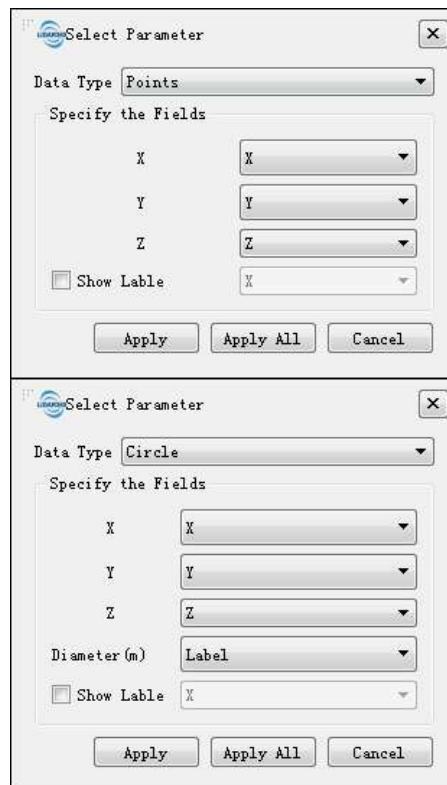 Select Parameter
Data Type Points
Specify the Fields
X X
Y Y
Z Z
Show Lable X
Apply Apply All Cancel
Select Parameter
Data Type Circle
Specify the Fields
X X
Y Y
Z Z
Diameter(m) Label
Show Lable X
Apply Apply All Cancel